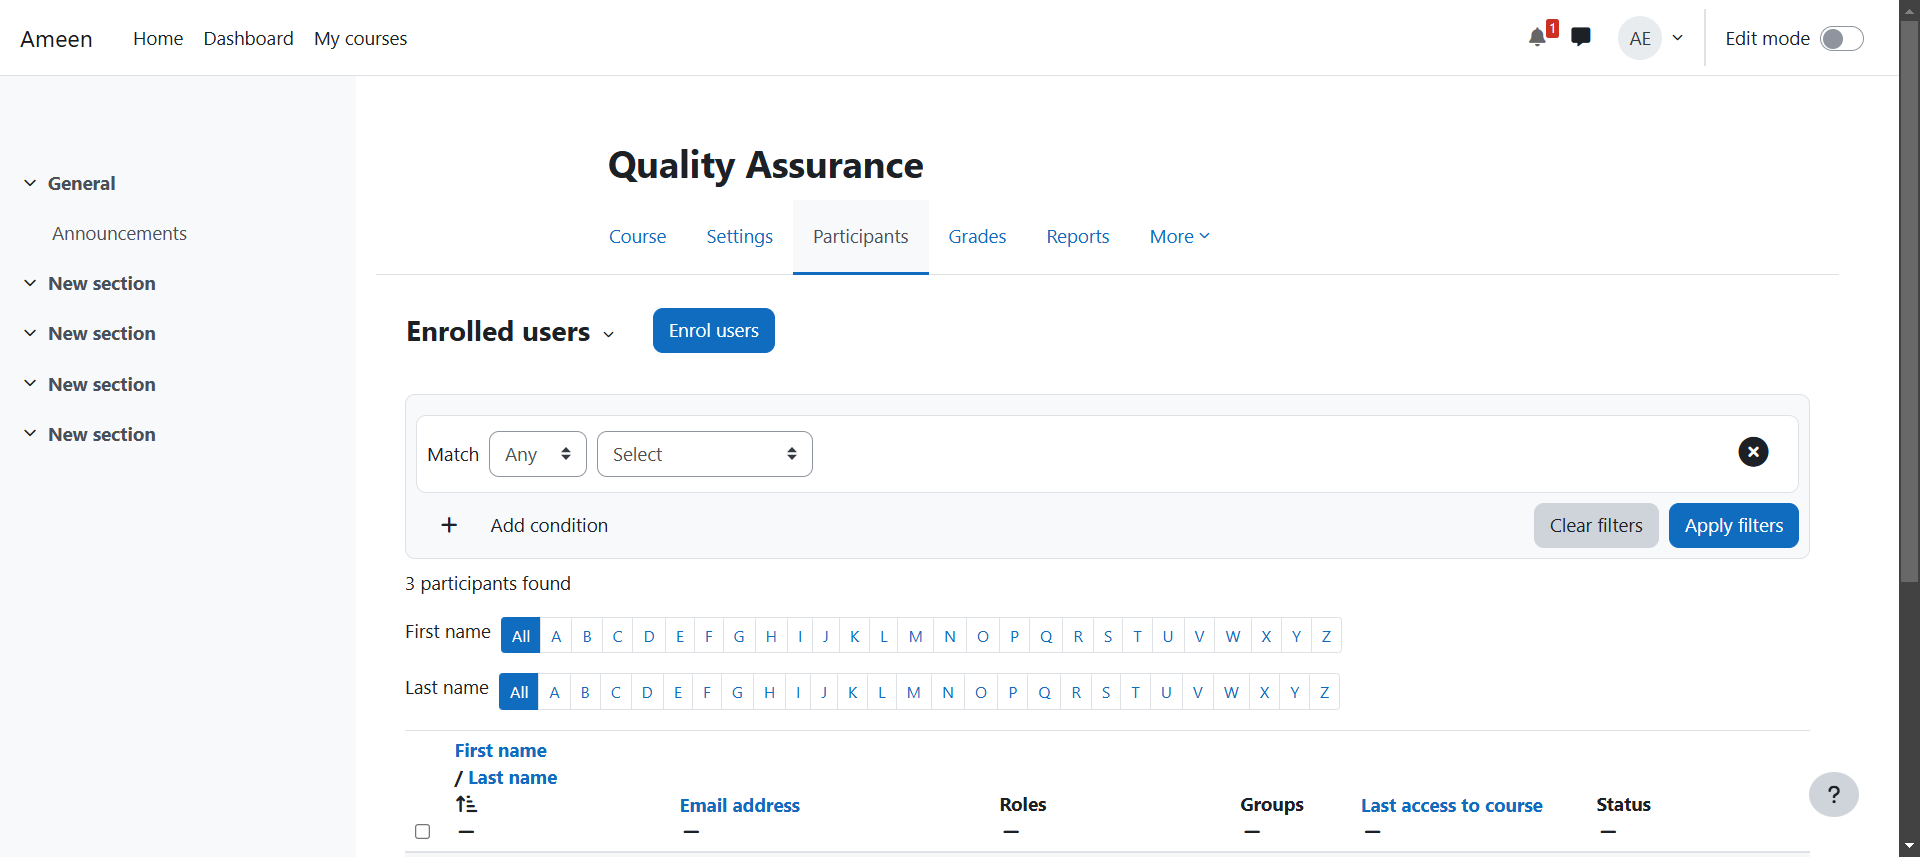 Ameen Home Dashboard My courses 1 AE Edit mode
General
Announcements
New section
New section
New section
New section
Quality Assurance
Course Settings Participants Grades Reports More
Enrolled users Enrol users
Match Any Select
+ Add condition Clear filters Apply filters
3 participants found
First name All A B C D E F G H I J K L M N O P Q R S T U V W X Y Z
Last name All A B C D E F G H I J K L M N O P Q R S T U V W X Y Z
First name
/ Last name
Email address Roles Groups Last access to course Status
?